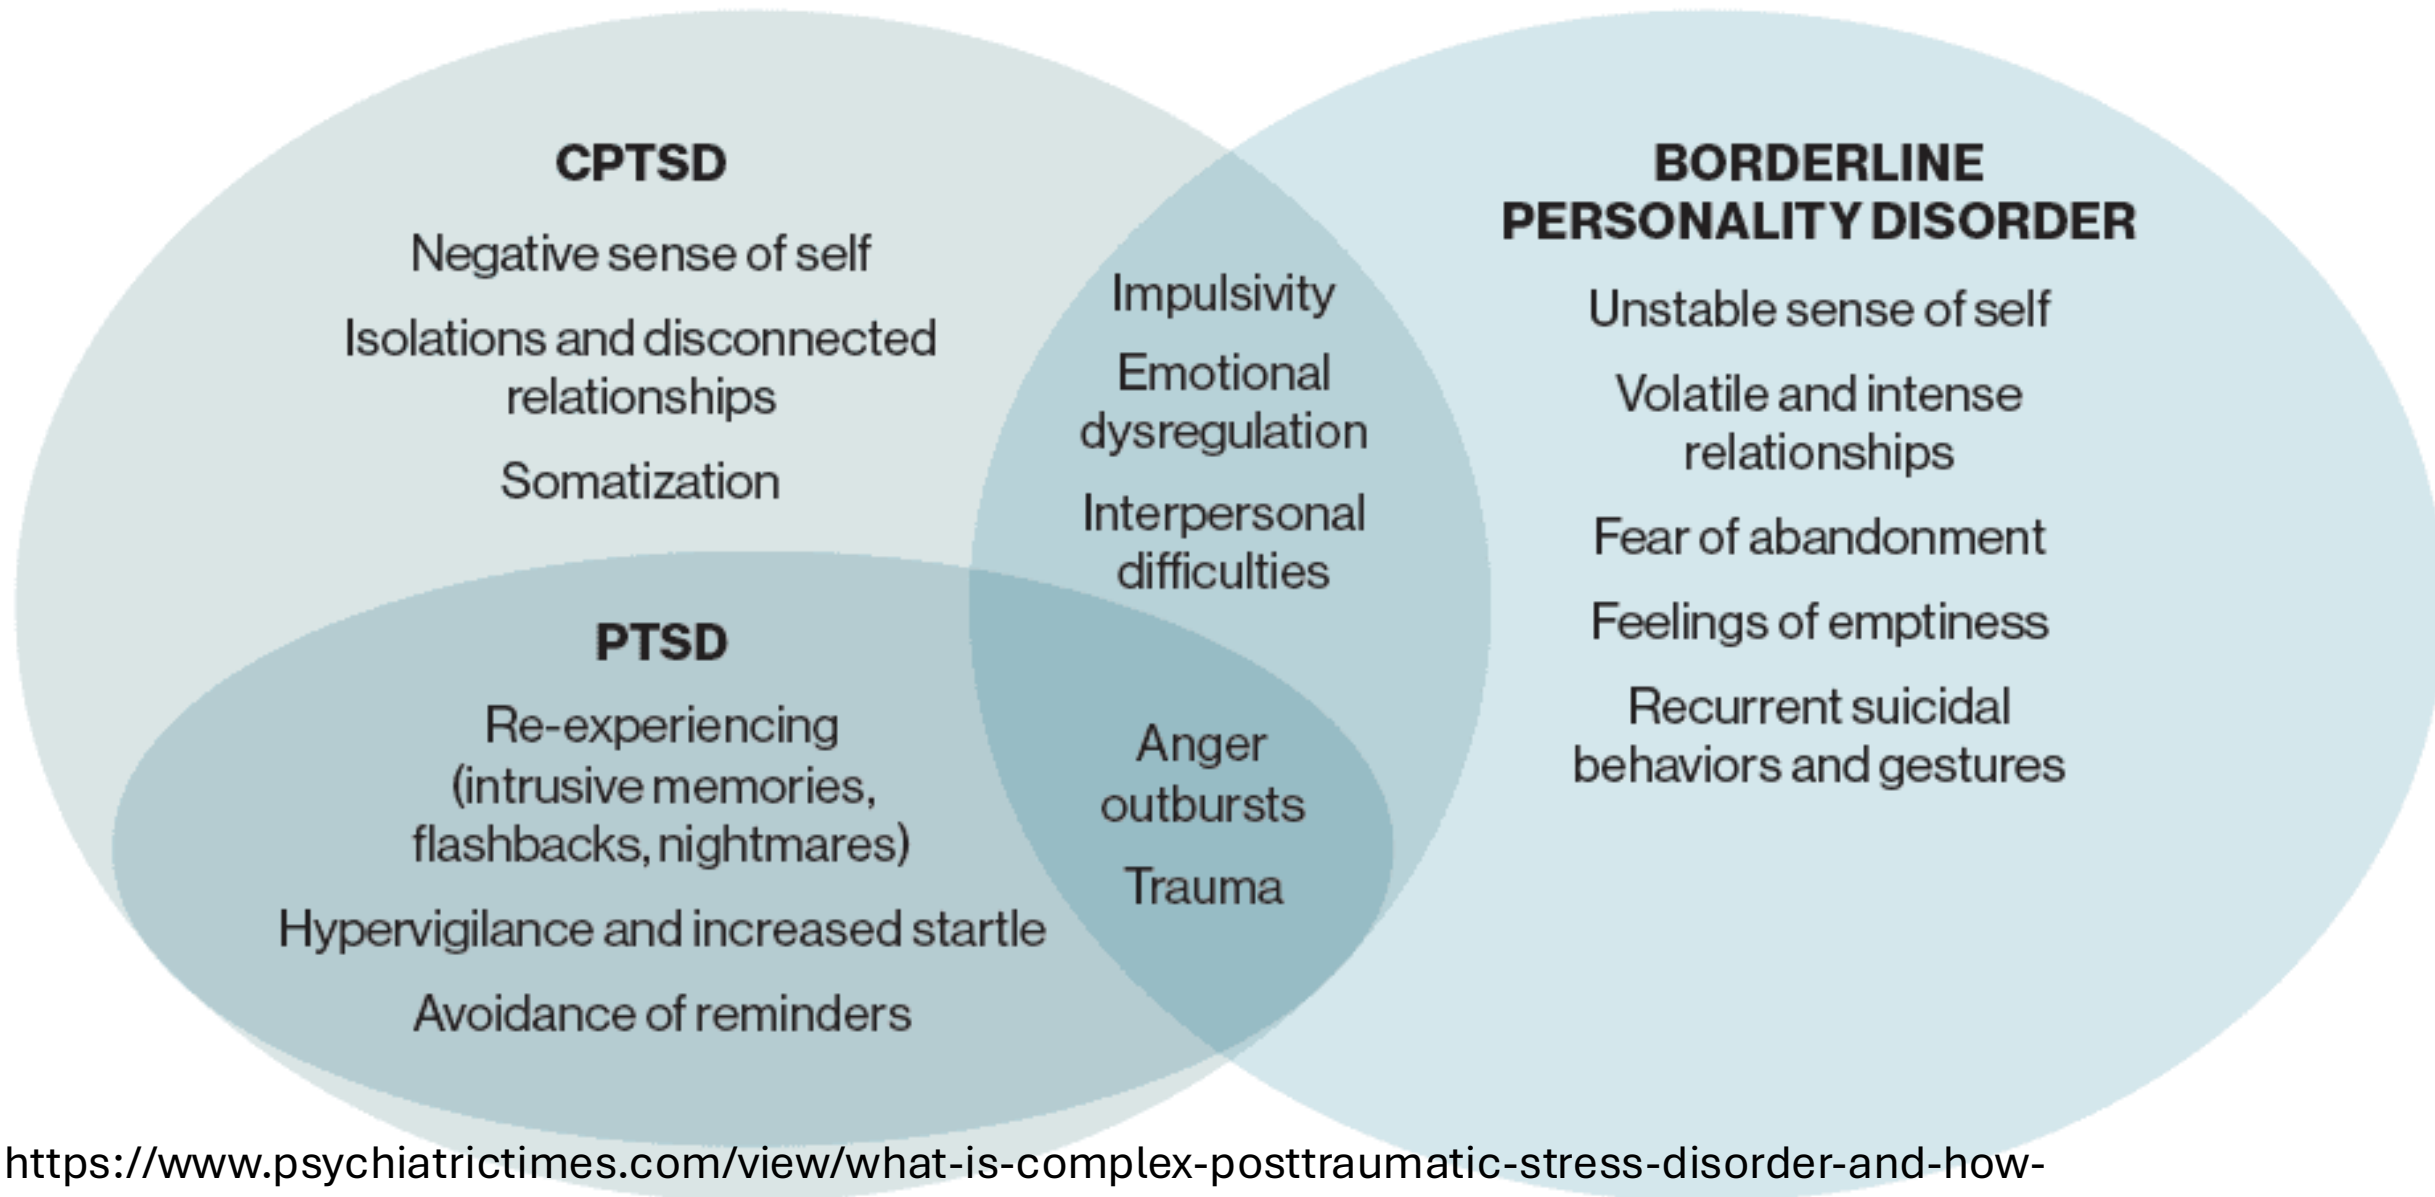 CPTSD
Negative sense of self
Isolations and disconnected
relationships
Somatization
PTSD
Re-experiencing
(intrusive memories,
flashbacks, nightmares)
Hypervigilance and increased startle
Avoidance of reminders
Impulsivity
Emotional
dysregulation
Interpersonal
difficulties
Anger
outbursts
Trauma
BORDERLINE
PERSONALITY DISORDER
Unstable sense of self
Volatile and intense
relationships
Fear of abandonment
Feelings of emptiness
Recurrent suicidal
behaviors and gestures
https://www.psychiatrictimes.com/view/what-is-complex-posttraumatic-stress-disorder-and-how-